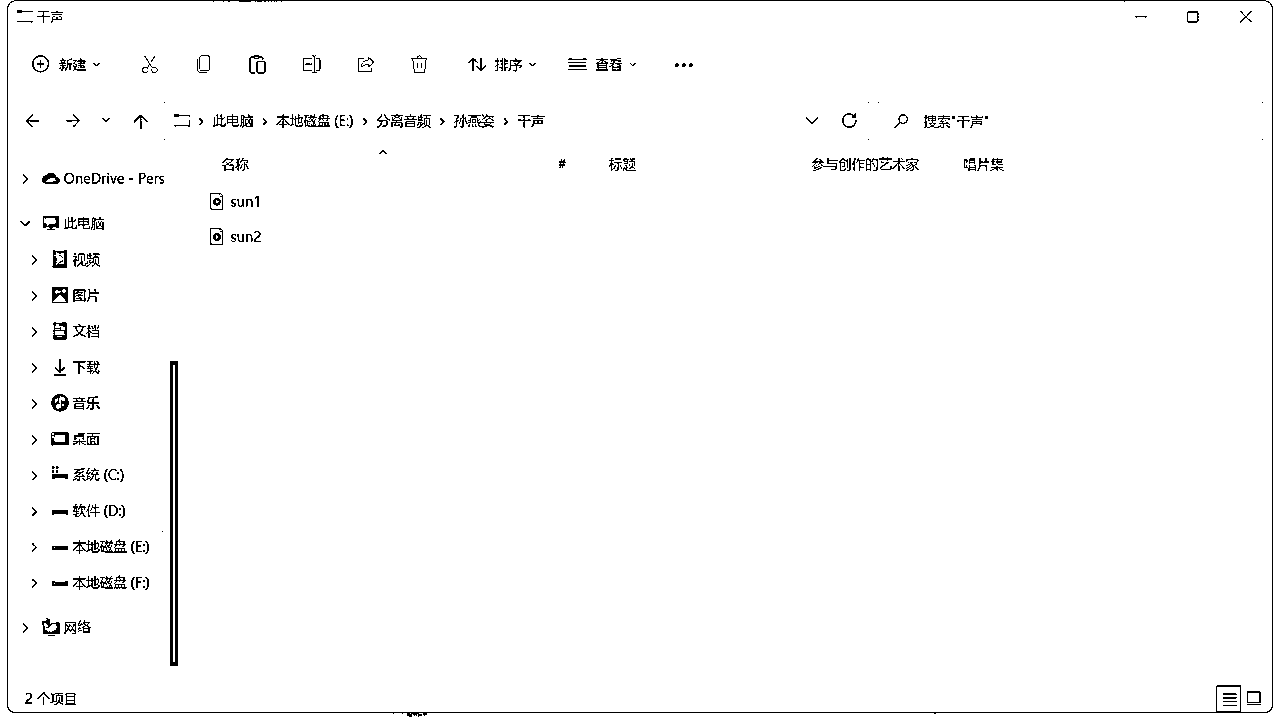 干声
新建
排序
查看
此电脑 本地磁盘 (E:) 分离音频 孙燕姿 干声
搜索"干声"
名称 # 标题 参与创作的艺术家 唱片集
OneDrive - Pers
sun1
此电脑
sun2
视频
图片
文档
下载
音乐
桌面
系统 (C:)
软件 (D:)
本地磁盘 (E:)
本地磁盘 (F:)
网络
2 个项目